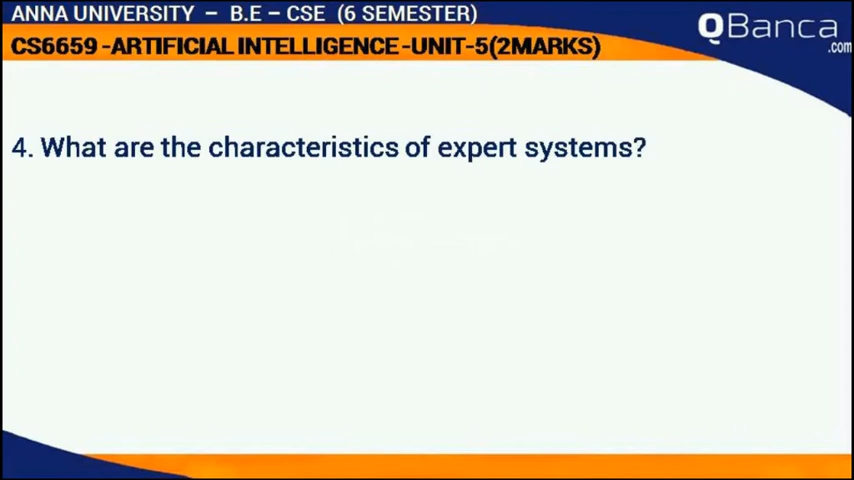 ANNA UNIVERSITY – B.E – CSE (6 SEMESTER)
CS6659 -ARTIFICIAL INTELLIGENCE -UNIT-5(2MARKS)
QBanca
.com
4. What are the characteristics of expert systems?